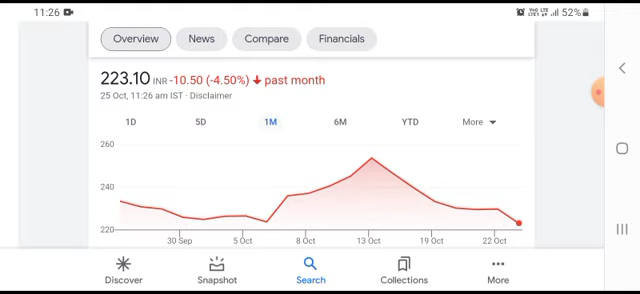 11:26
52%
Overview News Compare Financials
223.10 INR -10.50 (-4.50%) past month
25 Oct, 11:26 am IST · Disclaimer
1D 5D 1M 6M YTD More
260
240
220
30 Sep 5 Oct 8 Oct 13 Oct 19 Oct 22 Oct
Discover Snapshot Search Collections More